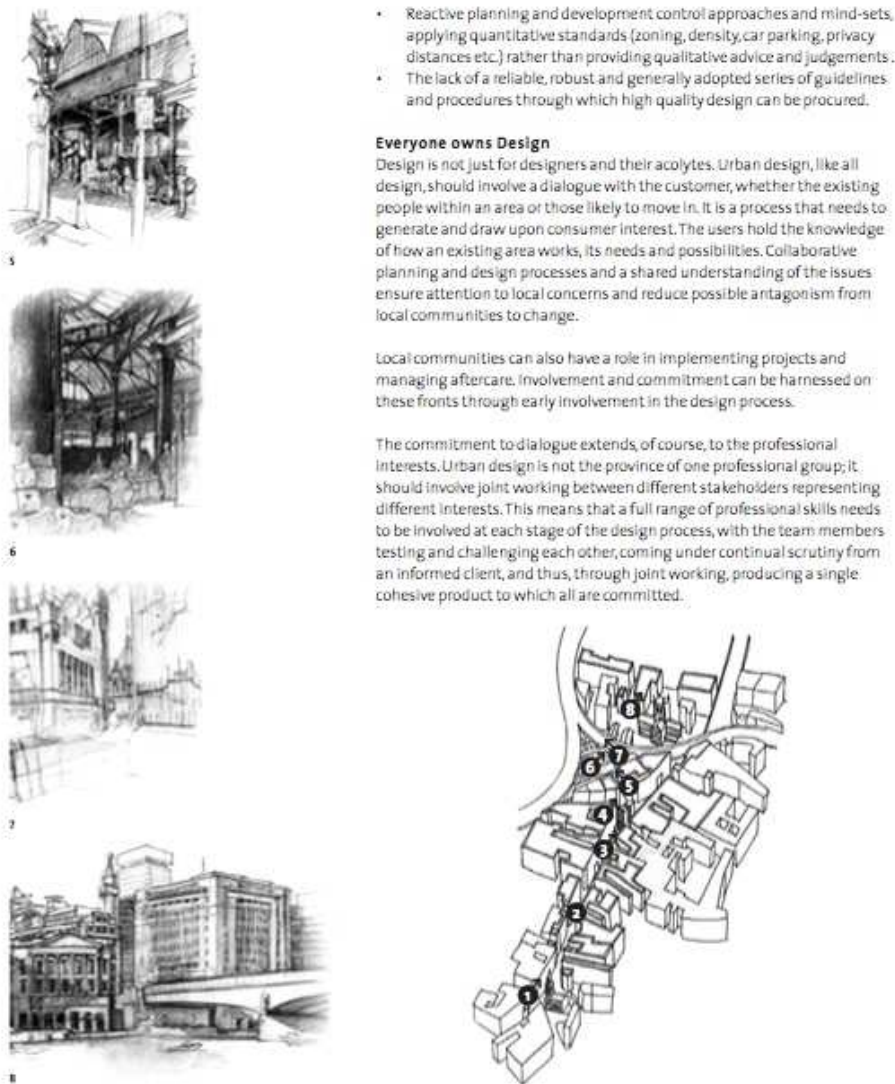 • Reactive planning and development control approaches and mind-sets,
applying quantitative standards (zoning, density, car parking, privacy
distances etc.) rather than providing qualitative advice and judgements.
• The lack of a reliable, robust and generally adopted series of guidelines
and procedures through which high quality design can be procured.
Everyone owns Design
Design is not just for designers and their acolytes. Urban design, like all
design, should involve a dialogue with the customer, whether the existing
people within an area or those likely to move in. It is a process that needs to
generate and draw upon consumer interest. The users hold the knowledge
of how an existing area works, its needs and possibilities. Collaborative
planning and design processes and a shared understanding of the issues
ensure attention to local concerns and reduce possible antagonism from
local communities to change.
Local communities can also have a role in implementing projects and
managing aftercare. Involvement and commitment can be harnessed on
these fronts through early involvement in the design process.
The commitment to dialogue extends, of course, to the professional
interests. Urban design is not the province of one professional group; it
should involve joint working between different stakeholders representing
different interests. This means that a full range of professional skills needs
to be involved at each stage of the design process, with the team members
testing and challenging each other, coming under continual scrutiny from
an informed client, and thus, through joint working, producing a single
cohesive product to which all are committed.
5
6
7
8
8
7
6
5
4
3
2
1